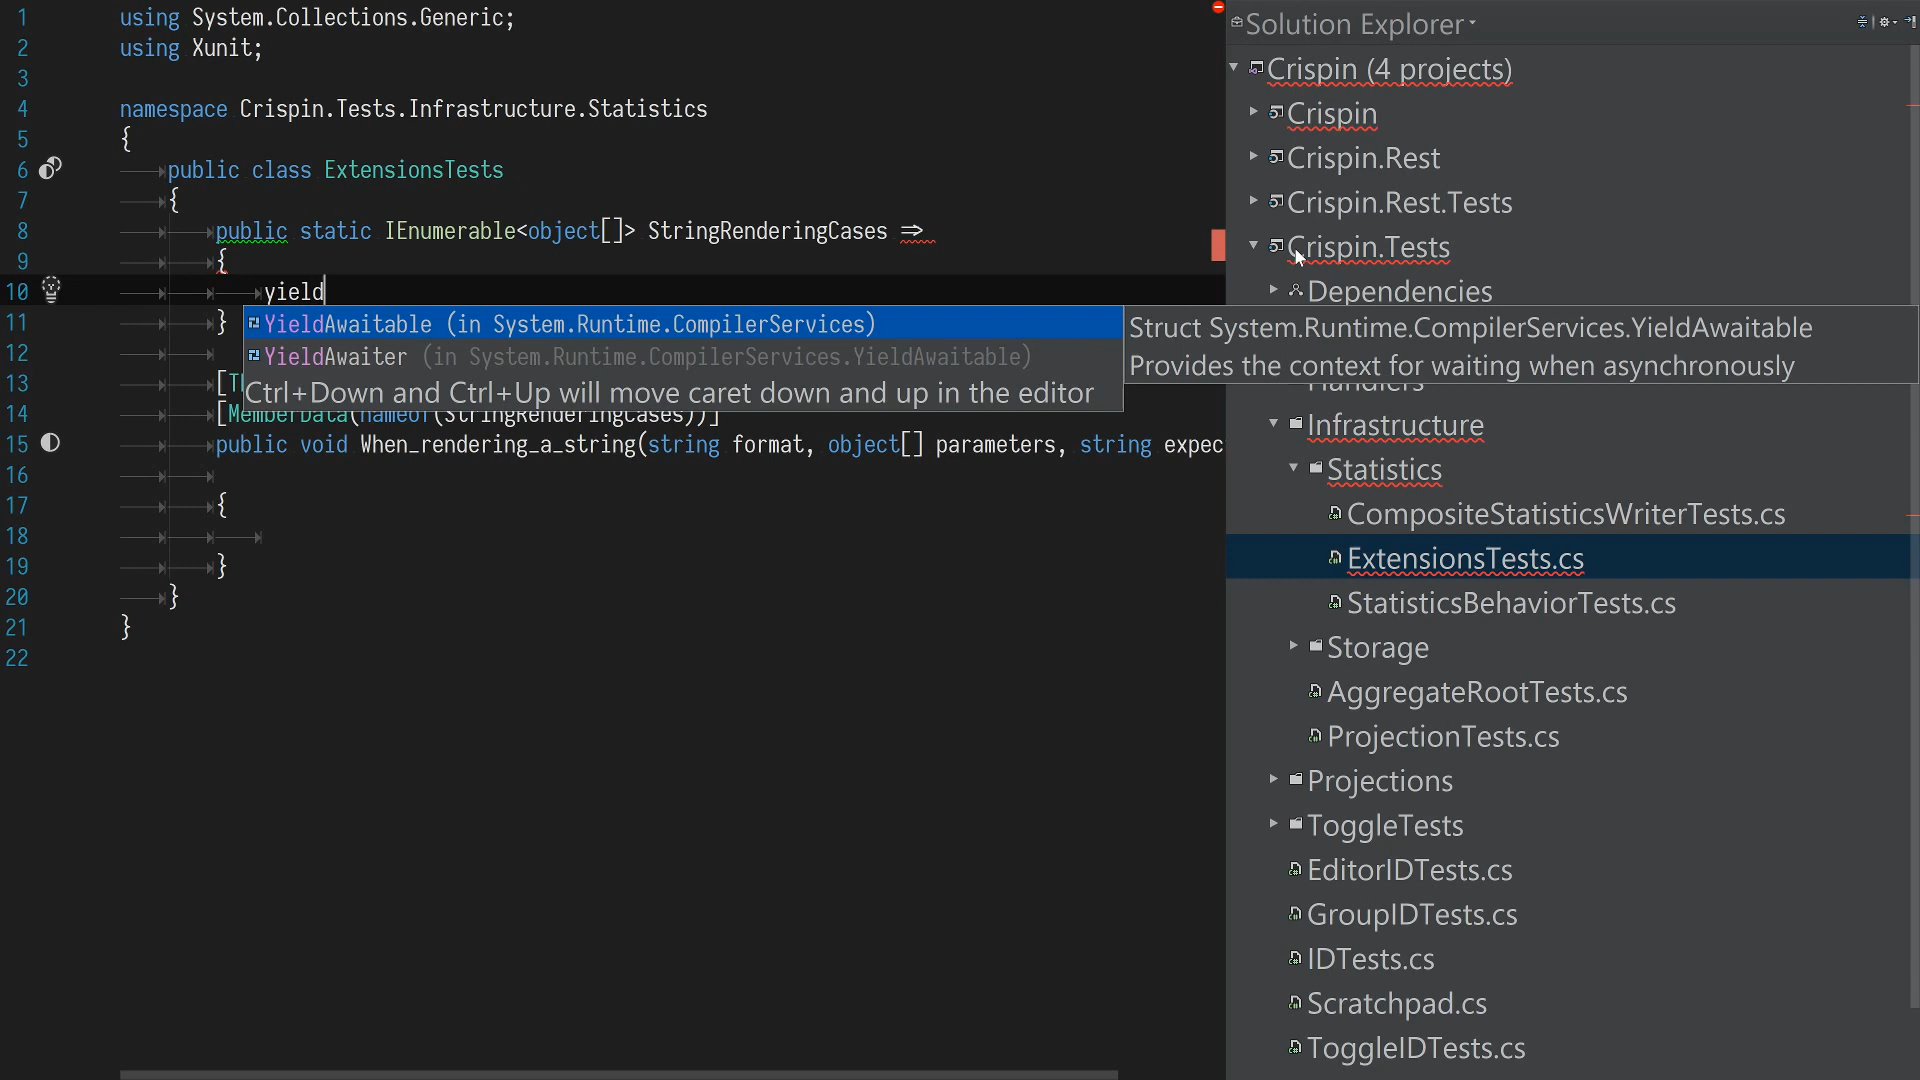 1 using System.Collections.Generic;
2 using Xunit;
3
4 namespace Crispin.Tests.Infrastructure.Statistics
5 {
6 public class ExtensionsTests
7 {
8 public static IEnumerable<object[]> StringRenderingCases =>
9 {
10 yield
YieldAwaitable (in System.Runtime.CompilerServices)
YieldAwaiter (in System.Runtime.CompilerServices.YieldAwaitable)
Ctrl+Down and Ctrl+Up will move caret down and up in the editor
Struct System.Runtime.CompilerServices.YieldAwaitable
Provides the context for waiting when asynchronously
11 }
12
13 [
14 [MemberData(nameof(StringRenderingCases))]
15 public void When_rendering_a_string(string format, object[] parameters, string expec
16
17 {
18
19 }
20 }
21 }
22
Solution Explorer
Crispin (4 projects)
Crispin
Crispin.Rest
Crispin.Rest.Tests
Crispin.Tests
Dependencies
Handlers
Infrastructure
Statistics
CompositeStatisticsWriterTests.cs
ExtensionsTests.cs
StatisticsBehaviorTests.cs
Storage
AggregateRootTests.cs
ProjectionTests.cs
Projections
ToggleTests
EditorIDTests.cs
GroupIDTests.cs
IDTests.cs
Scratchpad.cs
ToggleIDTests.cs